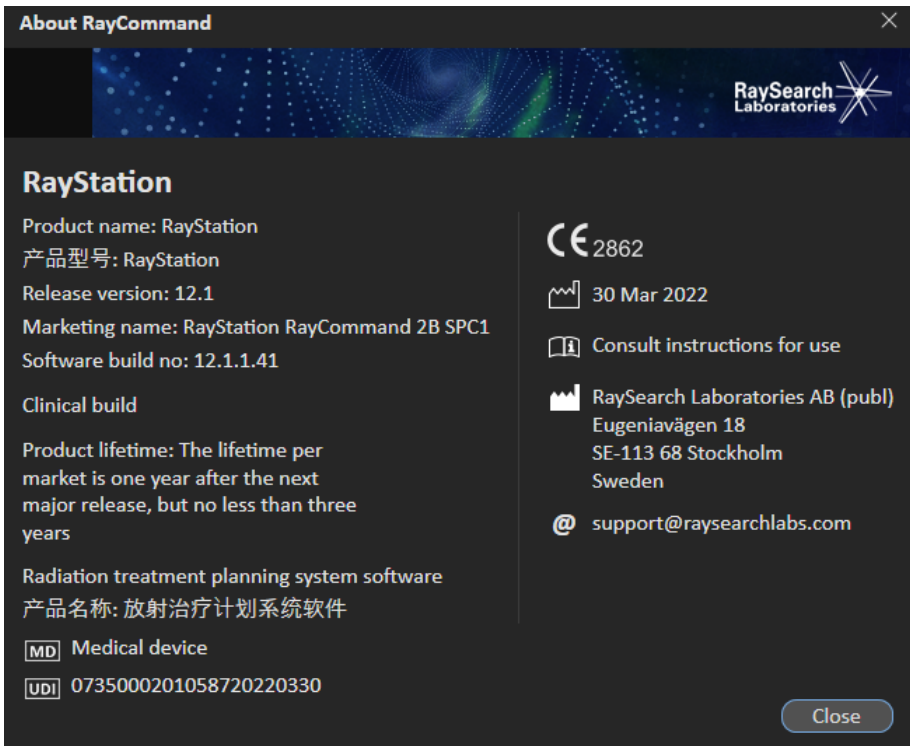 About RayCommand
RaySearch
Laboratories
RayStation
Product name: RayStation
产品型号: RayStation
Release version: 12.1
Marketing name: RayStation RayCommand 2B SPC1
Software build no: 12.1.1.41
Clinical build
Product lifetime: The lifetime per
market is one year after the next
major release, but no less than three
years
Radiation treatment planning system software
产品名称: 放射治疗计划系统软件
MD Medical device
UDI 0735000201058720220330
CE 2862
30 Mar 2022
Consult instructions for use
RaySearch Laboratories AB (publ)
Eugeniavägen 18
SE-113 68 Stockholm
Sweden
@ support@raysearchlabs.com
Close